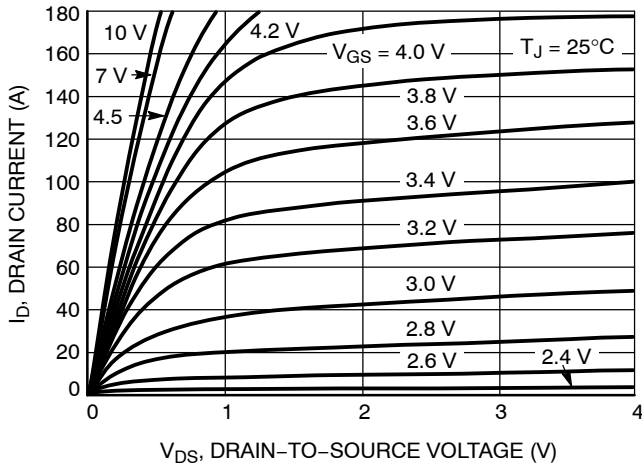 180
160
140
120
100
80
60
40
20
0
I_D, DRAIN CURRENT (A)
10 V
7 V
4.5
4.2 V
V_GS = 4.0 V
T_J = 25°C
3.8 V
3.6 V
3.4 V
3.2 V
3.0 V
2.8 V
2.6 V
2.4 V
0 1 2 3 4
V_DS, DRAIN−TO−SOURCE VOLTAGE (V)